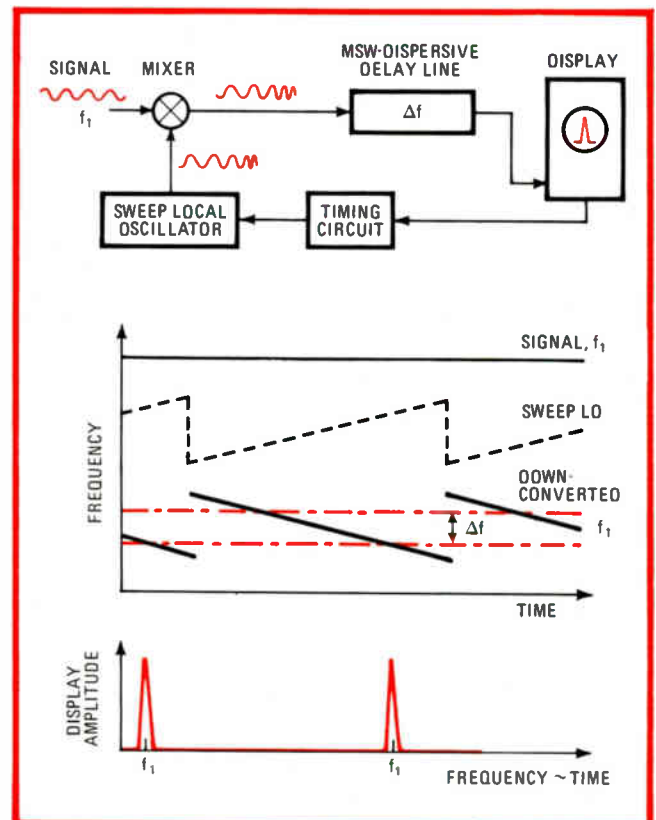 SIGNAL
MIXER
MSW-DISPERSIVE
DELAY LINE
DISPLAY
f₁
Δf
SWEEP LOCAL
OSCILLATOR
TIMING
CIRCUIT
FREQUENCY
SIGNAL, f₁
SWEEP LO
DOWN-
CONVERTED
f₁
Δf
TIME
DISPLAY
AMPLITUDE
f₁
f₁
FREQUENCY ~ TIME